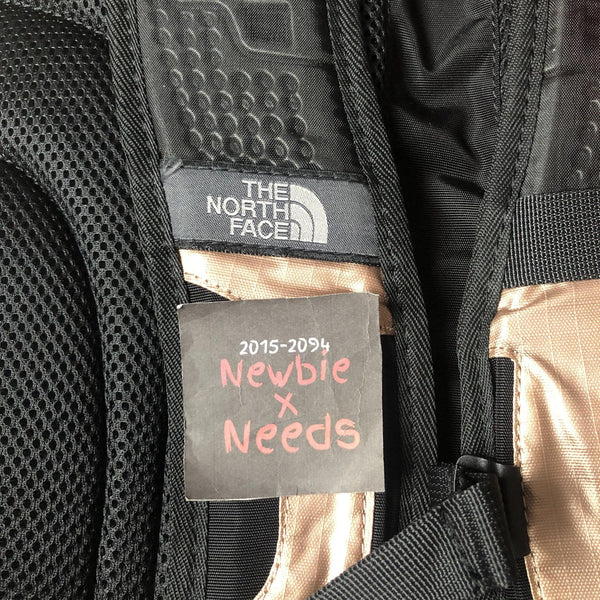 THE
NORTH
FACE
2015-2094
Newbie
x
Needs